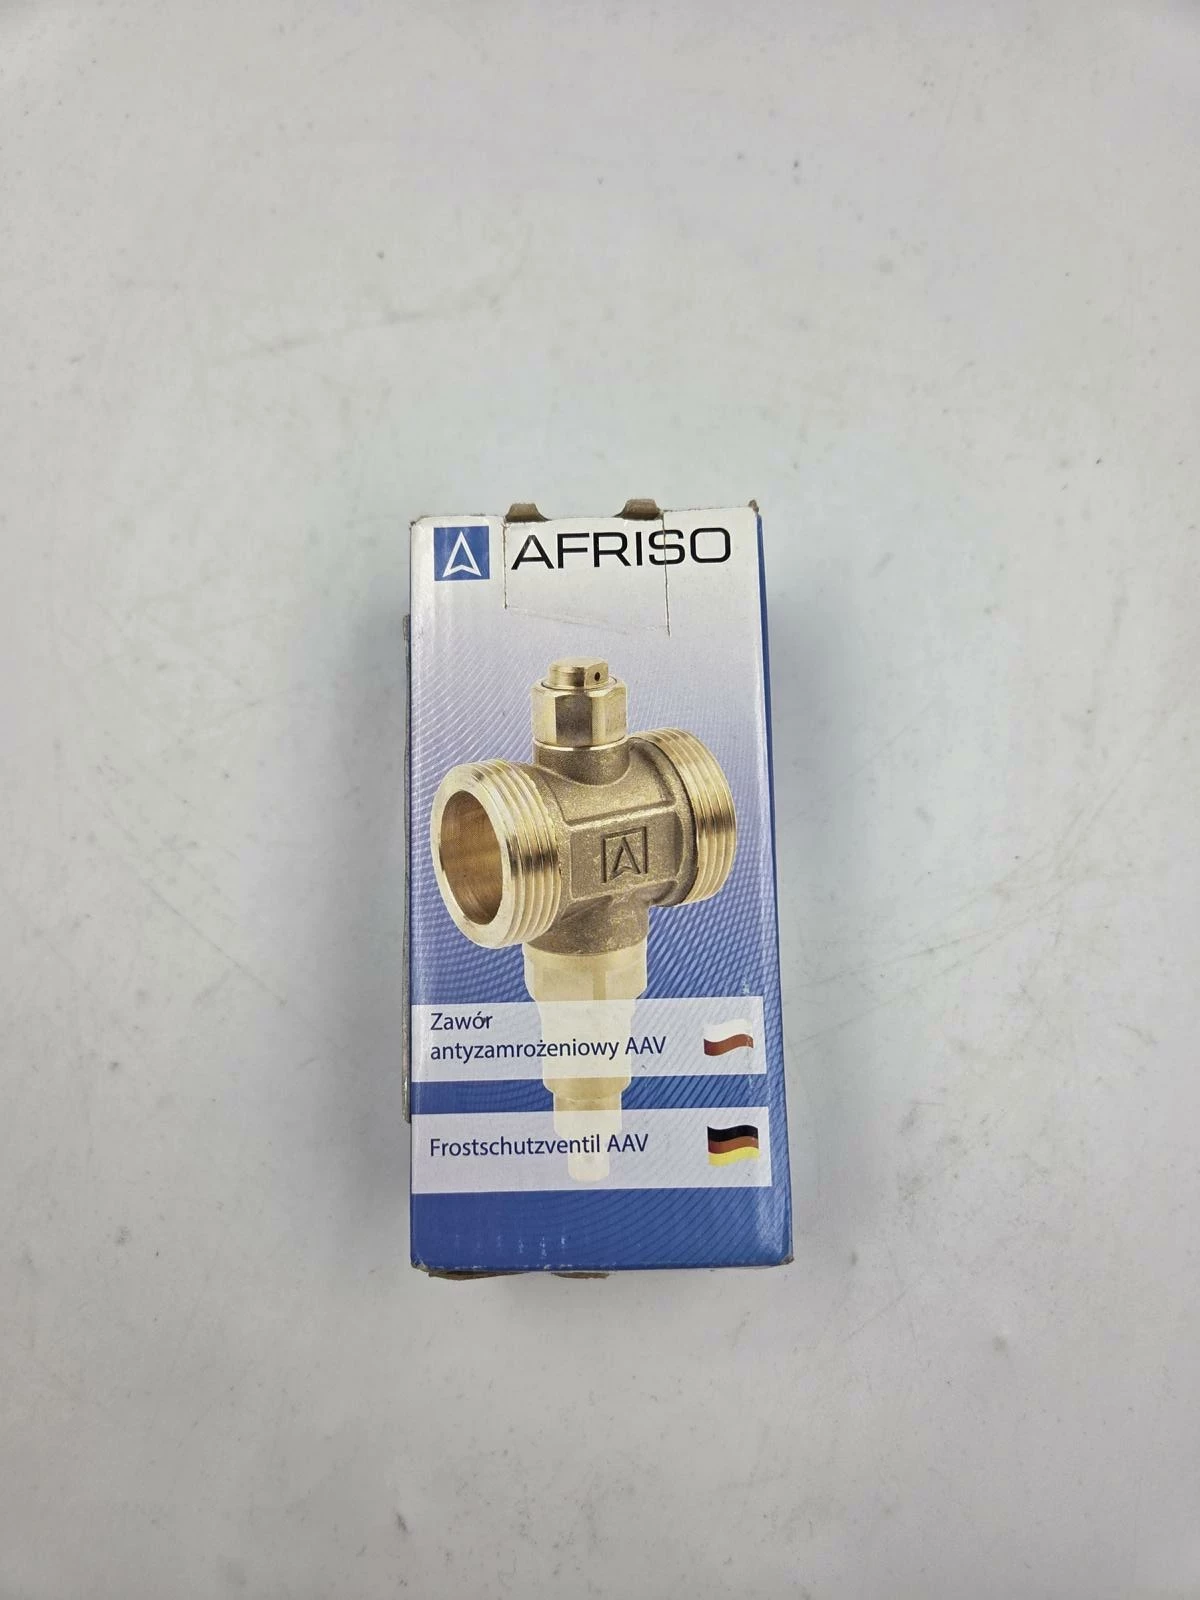 AFRISO
Zawór
antyzamrożeniowy AAV
Frostschutzventil AAV